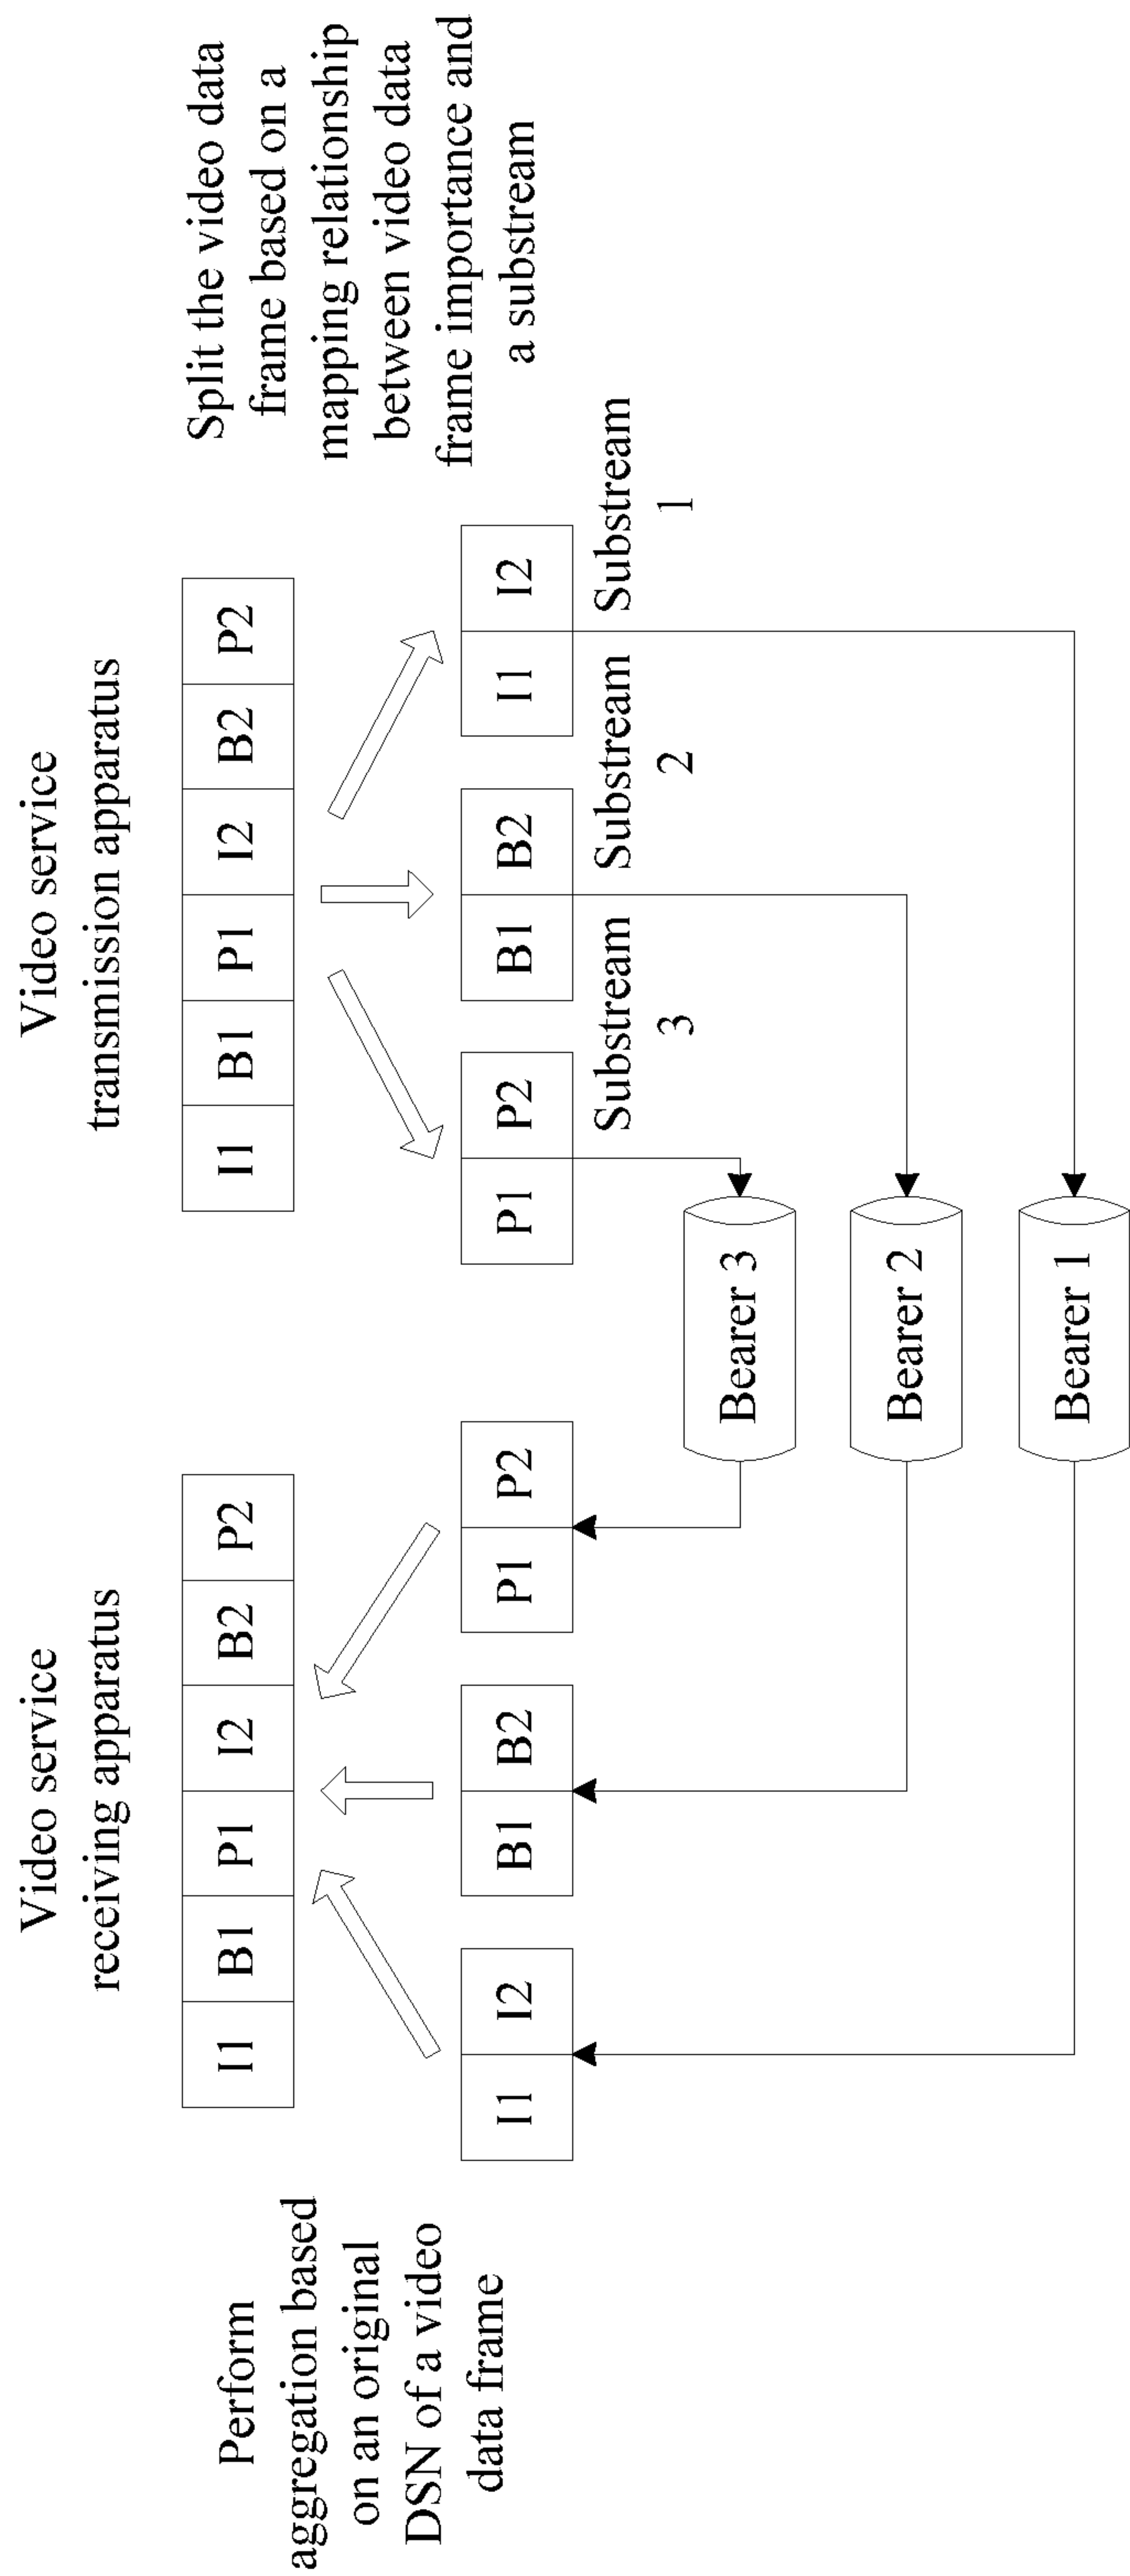 Video service
receiving apparatus
Video service
transmission apparatus
Perform
aggregation based
on an original
DSN of a video
data frame
I1 B1 P1 I2 B2 P2
I1 B1 P1 I2 B2 P2
Split the video data
frame based on a
mapping relationship
between video data
frame importance and
a substream
I1 I2
B1 B2
P1 P2
P1 P2
B1 B2
I1 I2
Substream
3
Substream
2
Substream
1
Bearer 3
Bearer 2
Bearer 1